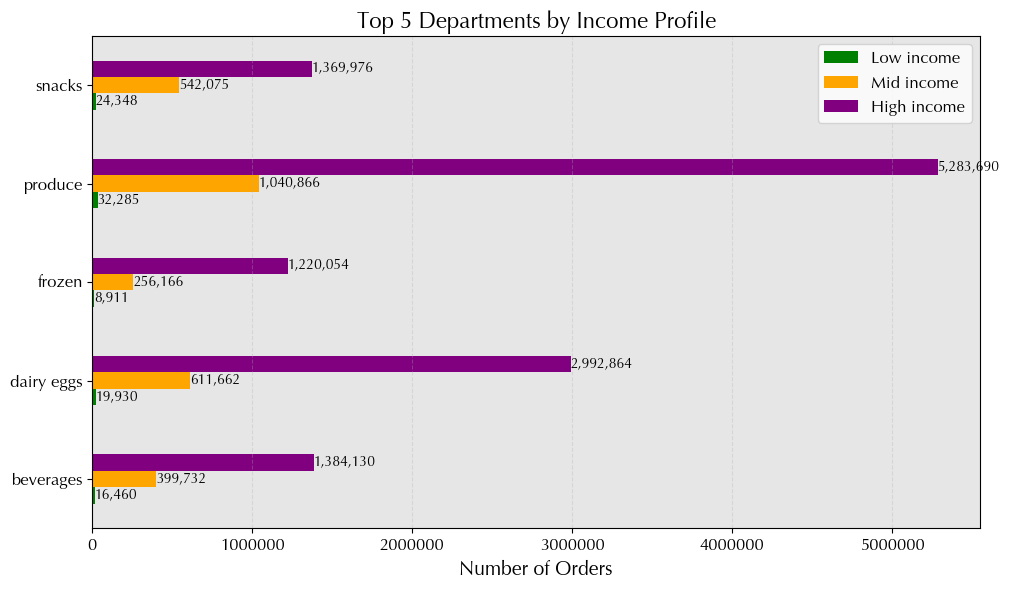 Top 5 Departments by Income Profile
Low income
Mid income
High income
snacks
1,369,976
542,075
24,348
produce
5,283,690
1,040,866
32,285
frozen
1,220,054
256,166
8,911
dairy eggs
2,992,864
611,662
19,930
beverages
1,384,130
399,732
16,460
0 1000000 2000000 3000000 4000000 5000000
Number of Orders